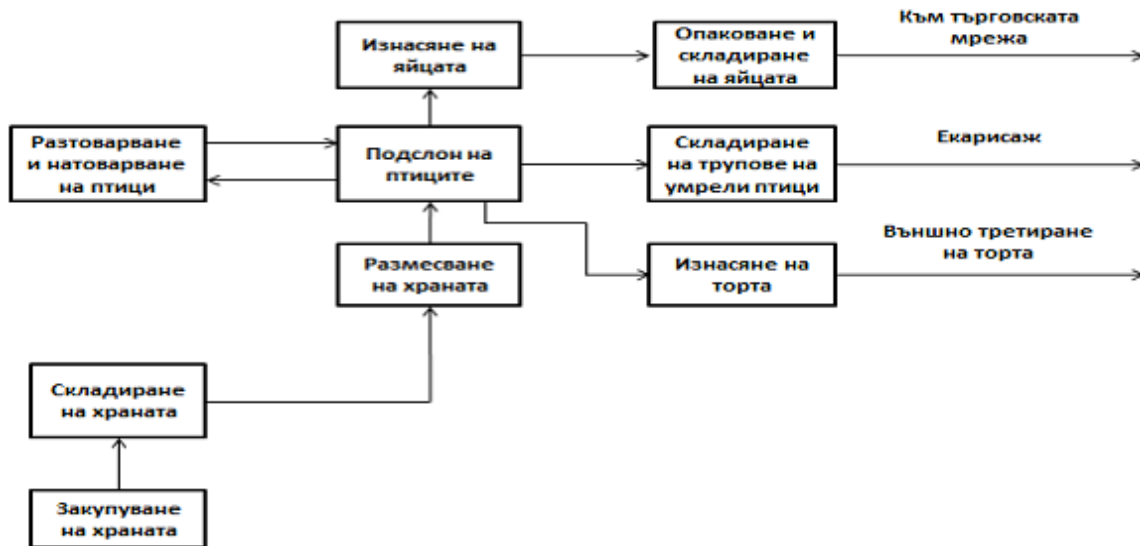 Към търговската
мрежа
Изнасяне на
яйцата
Опаковане и
складиране
на яйцата
Разтоварване
и натоварване
на птици
Подслон на
птиците
Складиране
на трупове на
умрели птици
Екарисаж
Външно третиране
на торта
Размесване
на храната
Изнасяне на
торта
Складиране
на храната
Закупуване
на храната